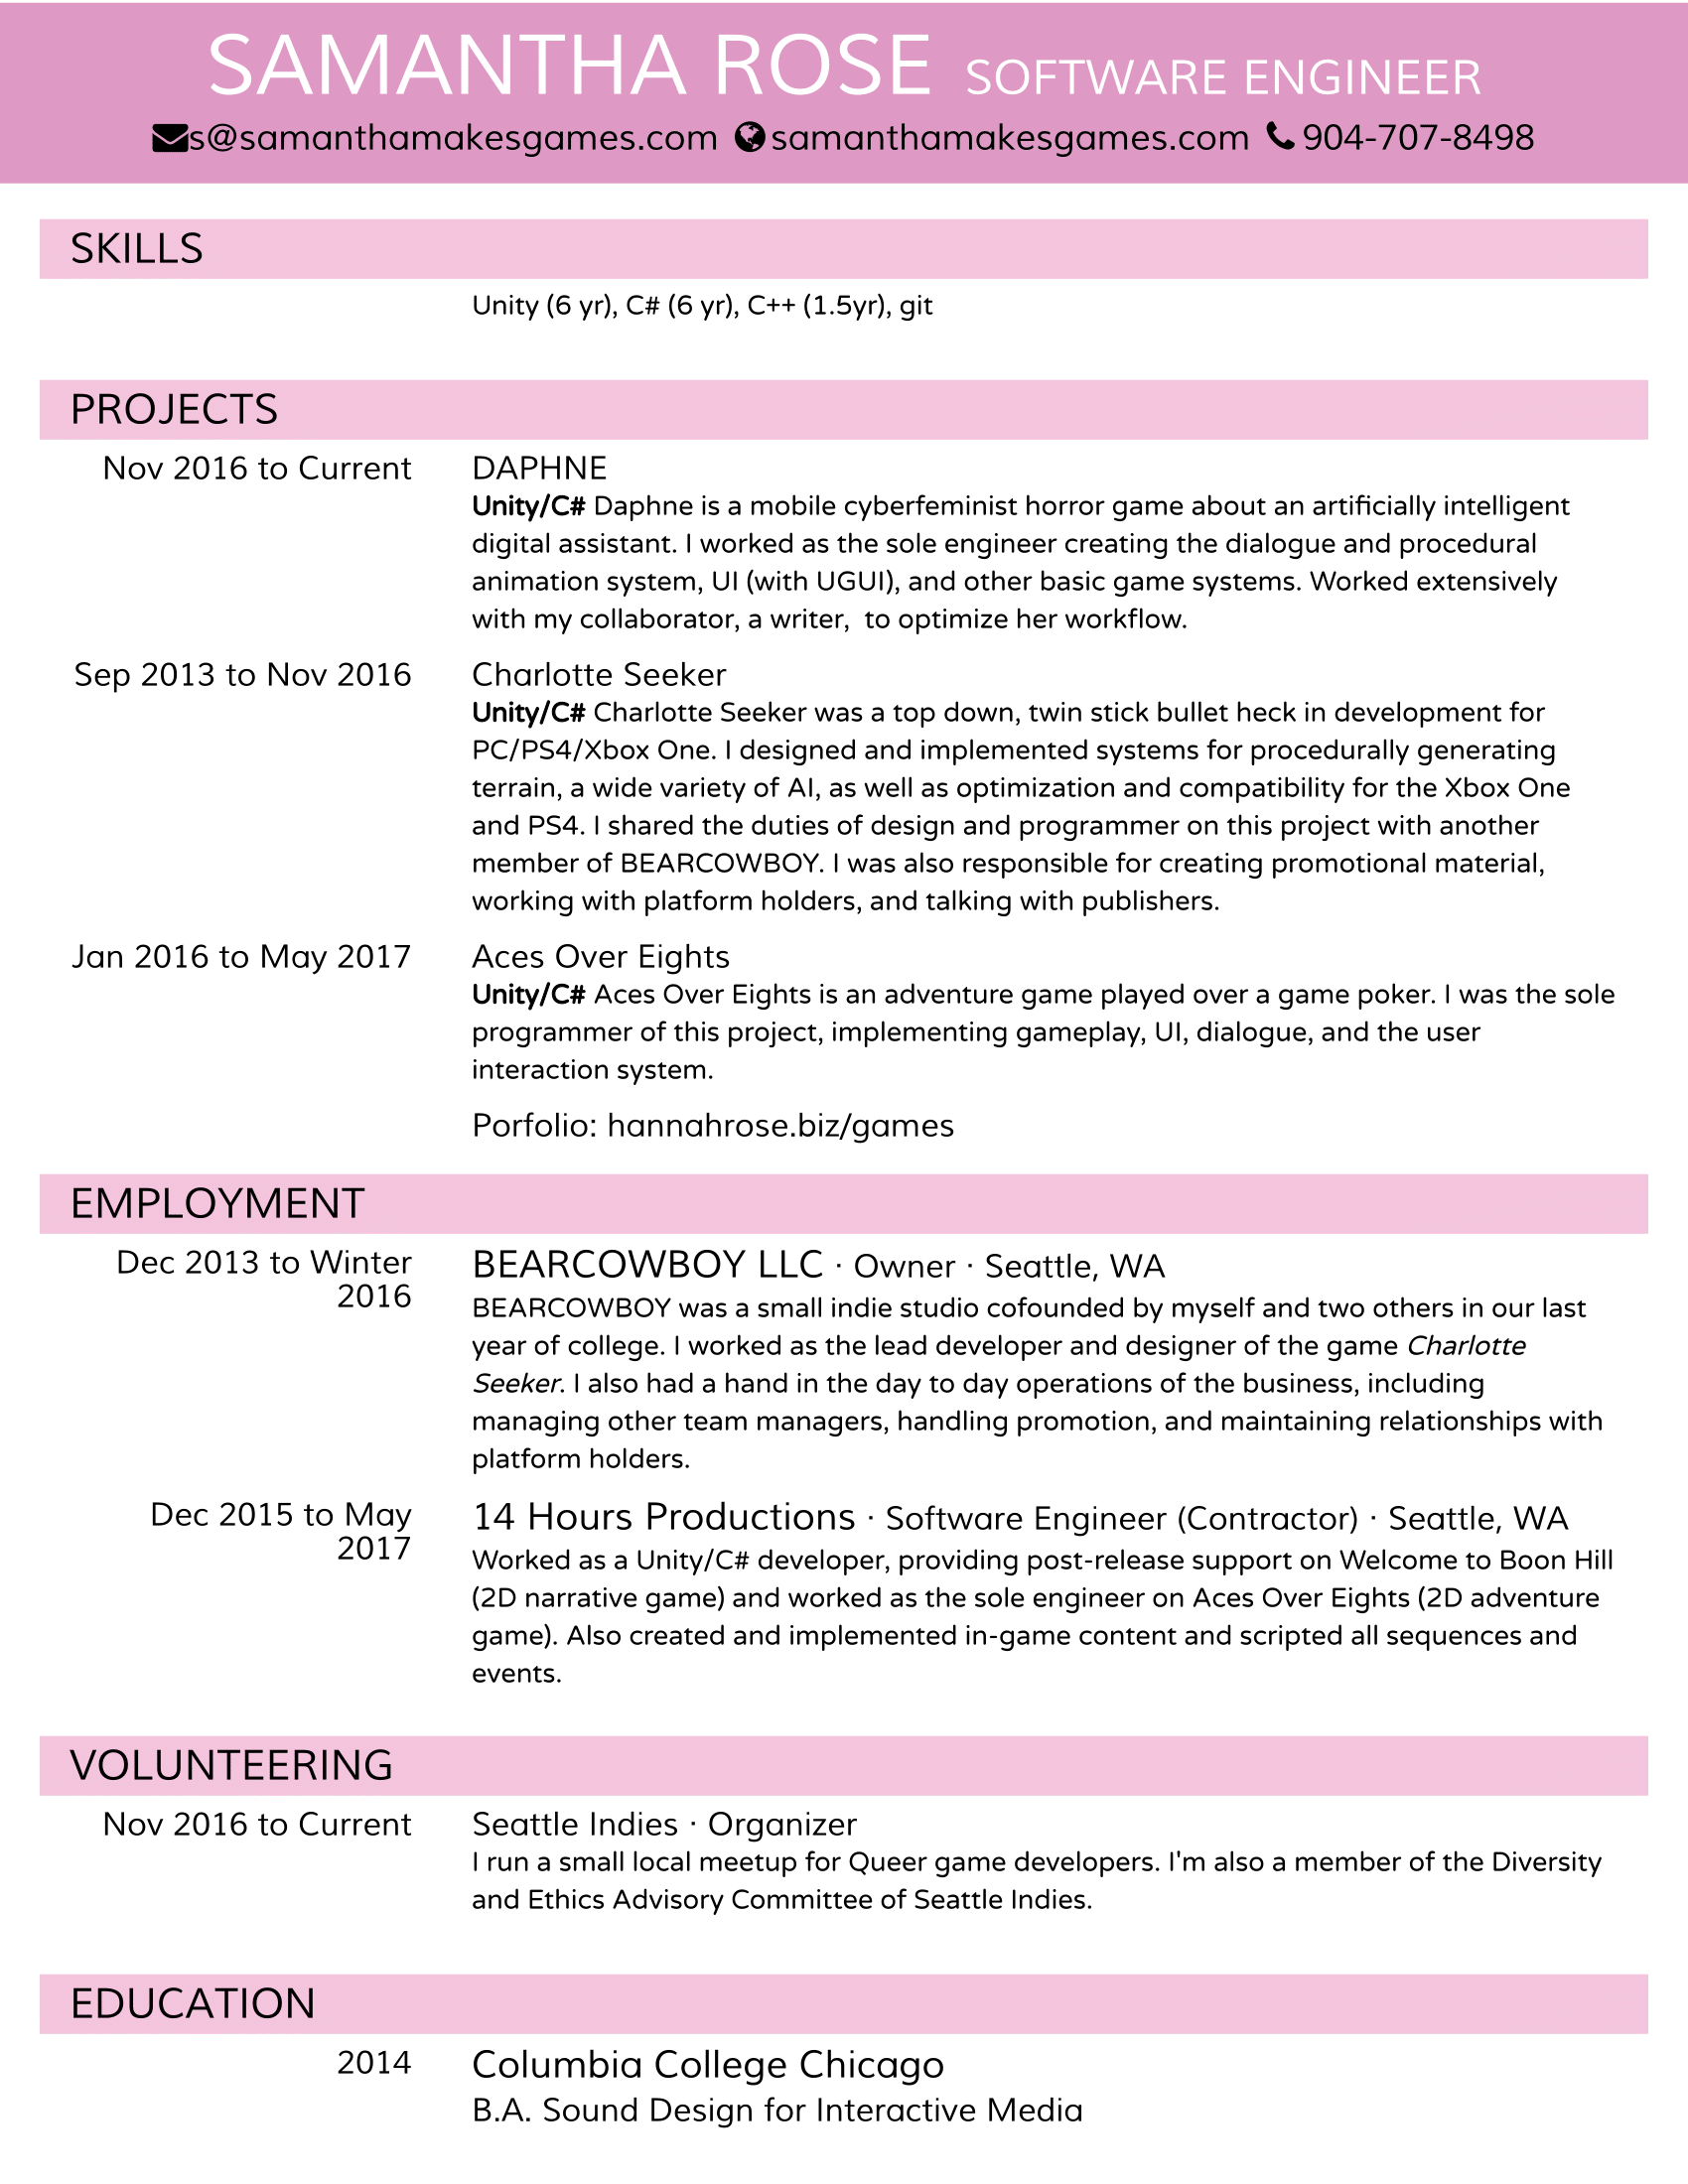 SAMANTHA ROSE SOFTWARE ENGINEER
s@samanthamakesgames.com samanthamakesgames.com 904-707-8498
SKILLS
Unity (6 yr), C# (6 yr), C++ (1.5yr), git
PROJECTS
Nov 2016 to Current
DAPHNE
Unity/C# Daphne is a mobile cyberfeminist horror game about an artificially intelligent
digital assistant. I worked as the sole engineer creating the dialogue and procedural
animation system, UI (with UGUI), and other basic game systems. Worked extensively
with my collaborator, a writer,  to optimize her workflow.
Sep 2013 to Nov 2016
Charlotte Seeker
Unity/C# Charlotte Seeker was a top down, twin stick bullet heck in development for
PC/PS4/Xbox One. I designed and implemented systems for procedurally generating
terrain, a wide variety of AI, as well as optimization and compatibility for the Xbox One
and PS4. I shared the duties of design and programmer on this project with another
member of BEARCOWBOY. I was also responsible for creating promotional material,
working with platform holders, and talking with publishers.
Jan 2016 to May 2017
Aces Over Eights
Unity/C# Aces Over Eights is an adventure game played over a game poker. I was the sole
programmer of this project, implementing gameplay, UI, dialogue, and the user
interaction system.
Porfolio: hannahrose.biz/games
EMPLOYMENT
Dec 2013 to Winter
2016
BEARCOWBOY LLC · Owner · Seattle, WA
BEARCOWBOY was a small indie studio cofounded by myself and two others in our last
year of college. I worked as the lead developer and designer of the game Charlotte
Seeker. I also had a hand in the day to day operations of the business, including
managing other team managers, handling promotion, and maintaining relationships with
platform holders.
Dec 2015 to May
2017
14 Hours Productions · Software Engineer (Contractor) · Seattle, WA
Worked as a Unity/C# developer, providing post-release support on Welcome to Boon Hill
(2D narrative game) and worked as the sole engineer on Aces Over Eights (2D adventure
game). Also created and implemented in-game content and scripted all sequences and
events.
VOLUNTEERING
Nov 2016 to Current
Seattle Indies · Organizer
I run a small local meetup for Queer game developers. I'm also a member of the Diversity
and Ethics Advisory Committee of Seattle Indies.
EDUCATION
2014
Columbia College Chicago
B.A. Sound Design for Interactive Media